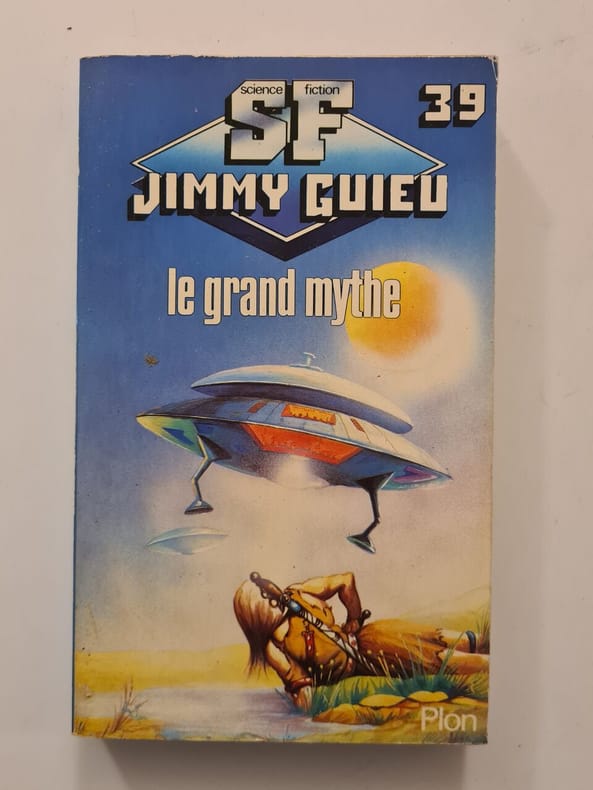 science fiction
SF
39
JIMMY GUIEU
le grand mythe
Plon